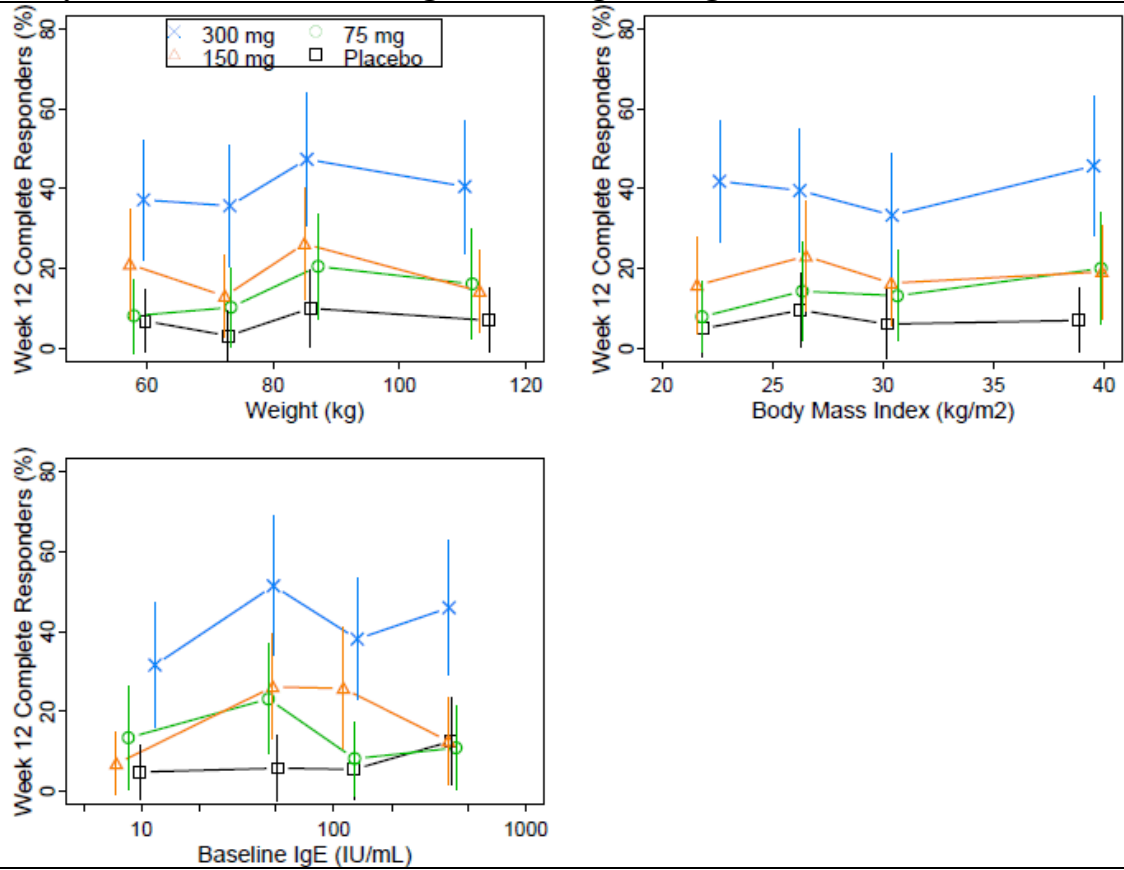 Week 12 Complete Responders (%)
80
60
40
20
0
300 mg
75 mg
150 mg
Placebo
60
80
100
120
Weight (kg)
Week 12 Complete Responders (%)
80
60
40
20
0
20
25
30
35
40
Body Mass Index (kg/m2)
Week 12 Complete Responders (%)
80
60
40
20
0
10
100
1000
Baseline IgE (IU/mL)